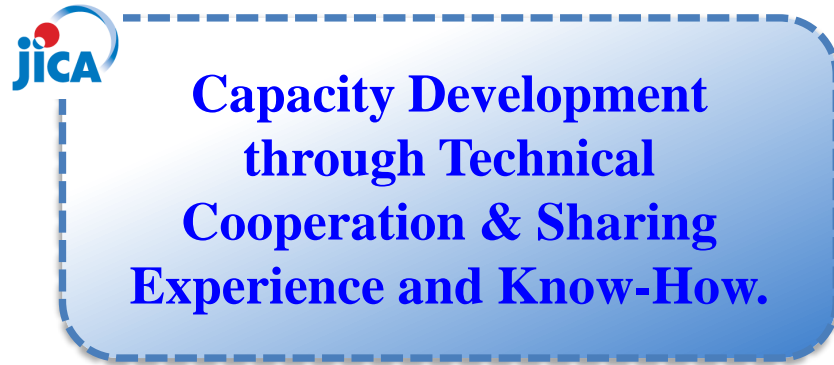 jica
Capacity Development
through Technical
Cooperation & Sharing
Experience and Know-How.